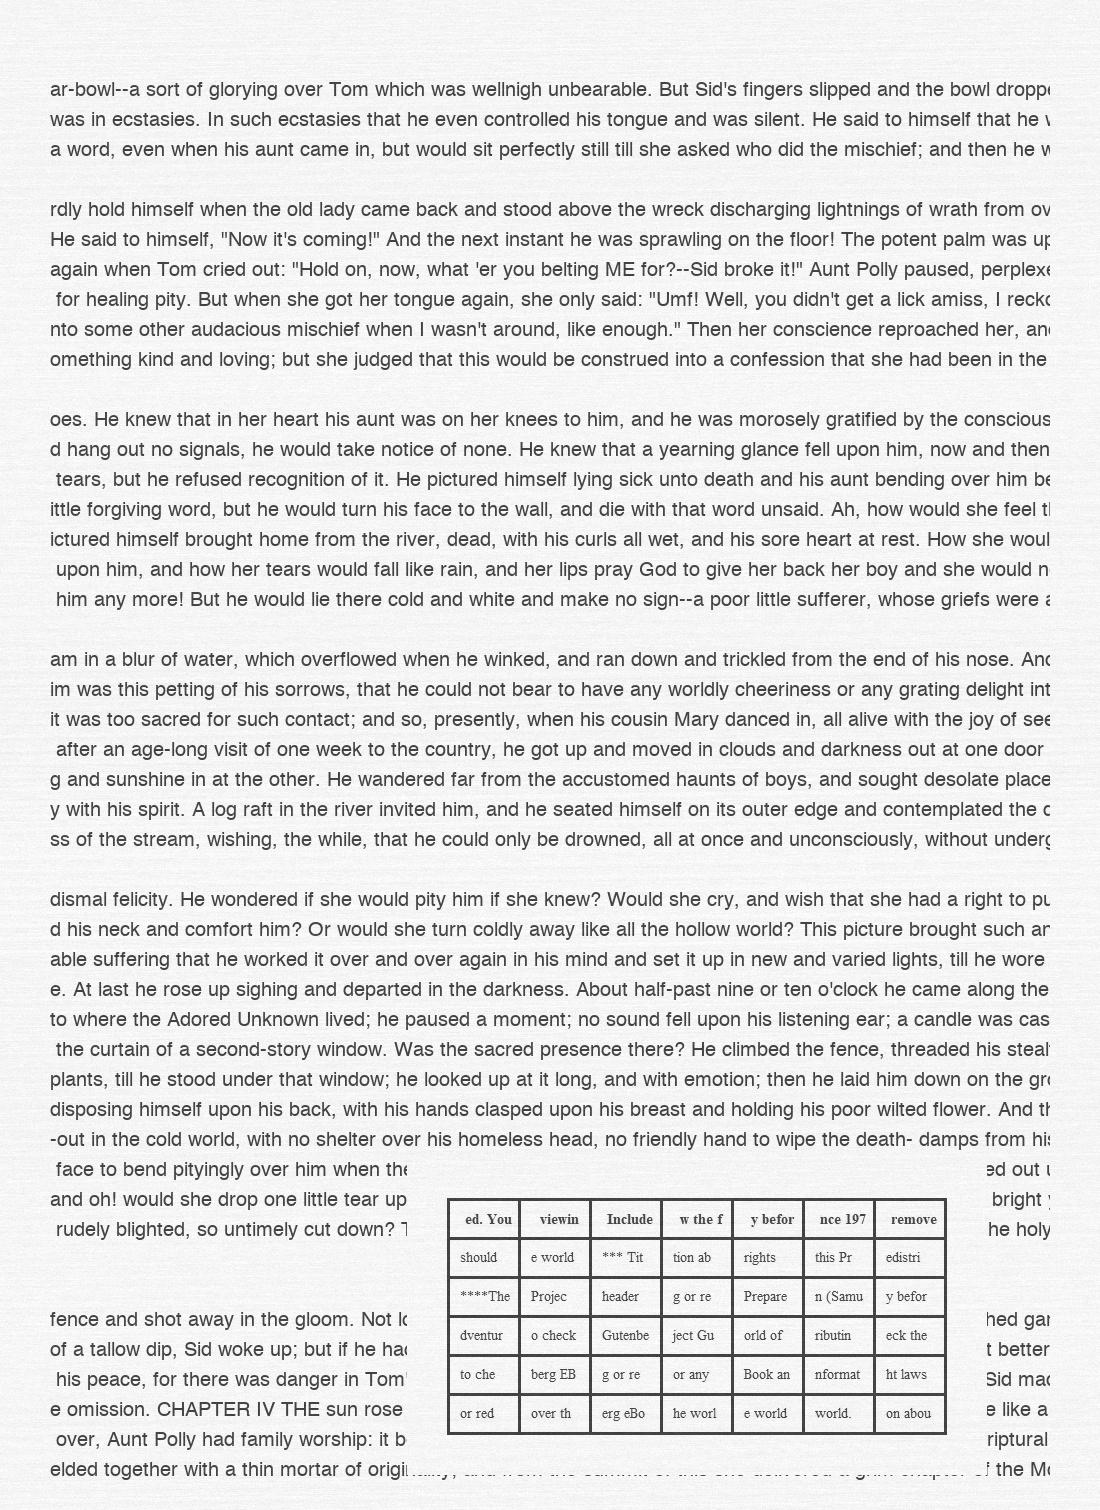 ar-bowl--a sort of glorying over Tom which was wellnigh unbearable. But Sid's fingers slipped and the bowl
was in ecstasies. In such ecstasies that he even controlled his tongue and was silent. He said to himself that he
a word, even when his aunt came in, but would sit perfectly still till she asked who did the mischief; and then he
rdly hold himself when the old lady came back and stood above the wreck discharging lightnings of wrath from ov
He said to himself, "Now it's coming!" And the next instant he was sprawling on the floor! The potent palm was up
again when Tom cried out: "Hold on, now, what 'er you belting ME for?--Sid broke it!" Aunt Polly paused, perplexe
for healing pity. But when she got her tongue again, she only said: "Umf! Well, you didn't get a lick amiss, I recko
nto some other audacious mischief when I wasn't around, like enough." Then her conscience reproached her, and
omething kind and loving; but she judged that this would be construed into a confession that she had been in the
oes. He knew that in her heart his aunt was on her knees to him, and he was morosely gratified by the conscious
d hang out no signals, he would take notice of none. He knew that a yearning glance fell upon him, now and then
tears, but he refused recognition of it. He pictured himself lying sick unto death and his aunt bending over him be
ittle forgiving word, but he would turn his face to the wall, and die with that word unsaid. Ah, how would she feel
ictured himself brought home from the river, dead, with his curls all wet, and his sore heart at rest. How she woul
upon him, and how her tears would fall like rain, and her lips pray God to give her back her boy and she would
him any more! But he would lie there cold and white and make no sign--a poor little sufferer, whose griefs were
am in a blur of water, which overflowed when he winked, and ran down and trickled from the end of his nose. And
im was this petting of his sorrows, that he could not bear to have any worldly cheeriness or any grating delight int
it was too sacred for such contact; and so, presently, when his cousin Mary danced in, all alive with the joy of see
after an age-long visit of one week to the country, he got up and moved in clouds and darkness out at one door
g and sunshine in at the other. He wandered far from the accustomed haunts of boys, and sought desolate place
y with his spirit. A log raft in the river invited him, and he seated himself on its outer edge and contemplated the
ss of the stream, wishing, the while, that he could only be drowned, all at once and unconsciously, without
dismal felicity. He wondered if she would pity him if she knew? Would she cry, and wish that she had a right to pu
d his neck and comfort him? Or would she turn coldly away like all the hollow world? This picture brought such an
able suffering that he worked it over and over again in his mind and set it up in new and varied lights, till he wore
e. At last he rose up sighing and departed in the darkness. About half-past nine or ten o'clock he came along the
to where the Adored Unknown lived; he paused a moment; no sound fell upon his listening ear; a candle was cas
the curtain of a second-story window. Was the sacred presence there? He climbed the fence, threaded his
plants, till he stood under that window; he looked up at it long, and with emotion; then he laid him down on the gro
disposing himself upon his back, with his hands clasped upon his breast and holding his poor wilted flower. And
-out in the cold world, with no shelter over his homeless head, no friendly hand to wipe the death- damps from his
face to bend pityingly over him when the ed out
and oh! would she drop one little tear up bright
rudely blighted, so untimely cut down? he holy
ed. You viewin Include w the f y befor nce 197 remove
should e world *** Tit tion ab rights this Pr edistri
****The Projec header g or re Prepare n (Samu y befor
dventur o check Gutenbe ject Gu orld of ributin eck the
to che berg EB g or re or any Book an nformat ht laws
or red over th erg eBo he worl e world world. on abou
fence and shot away in the gloom. Not lo hed gar
of a tallow dip, Sid woke up; but if he had t better
his peace, for there was danger in Tom' Sid mad
e omission. CHAPTER IV THE sun rose e like a
over, Aunt Polly had family worship: it b riptural
elded together with a thin mortar of originality; and from the summit of this she delivered a grim chapter of the Mo